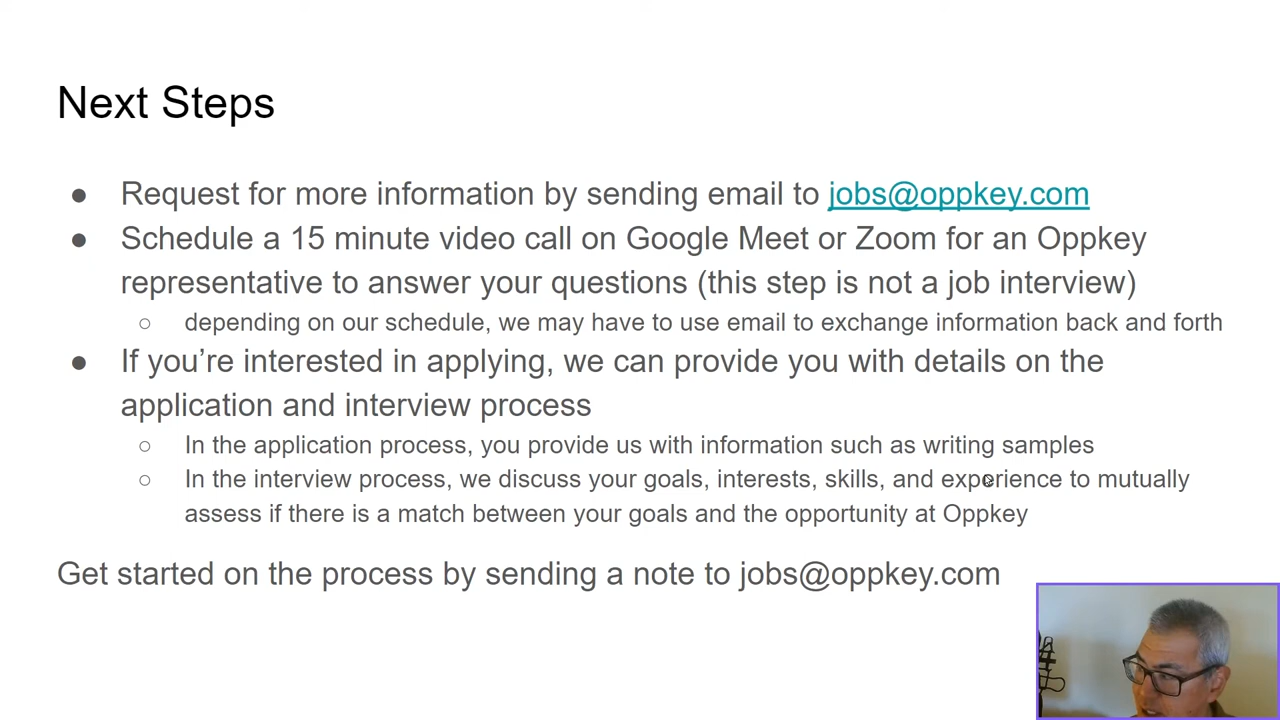 Next Steps
● Request for more information by sending email to jobs@oppkey.com
● Schedule a 15 minute video call on Google Meet or Zoom for an Oppkey
representative to answer your questions (this step is not a job interview)
○ depending on our schedule, we may have to use email to exchange information back and forth
● If you’re interested in applying, we can provide you with details on the
application and interview process
○ In the application process, you provide us with information such as writing samples
○ In the interview process, we discuss your goals, interests, skills, and experience to mutually
assess if there is a match between your goals and the opportunity at Oppkey
Get started on the process by sending a note to jobs@oppkey.com